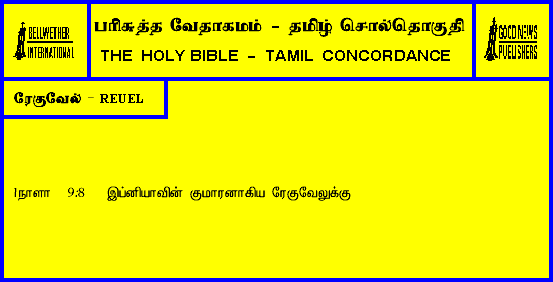 BELLWETHER
INTERNATIONAL
பரிசுத்த வேதாகமம் - தமிழ் சொல்தொகுதி
THE HOLY BIBLE - TAMIL CONCORDANCE
GOOD NEWS
PUBLISHERS
ரேகுவேல் - REUEL
1நாளா 9:8 இப்னியாவின் குமாரனாகிய ரேகுவேலுக்கு